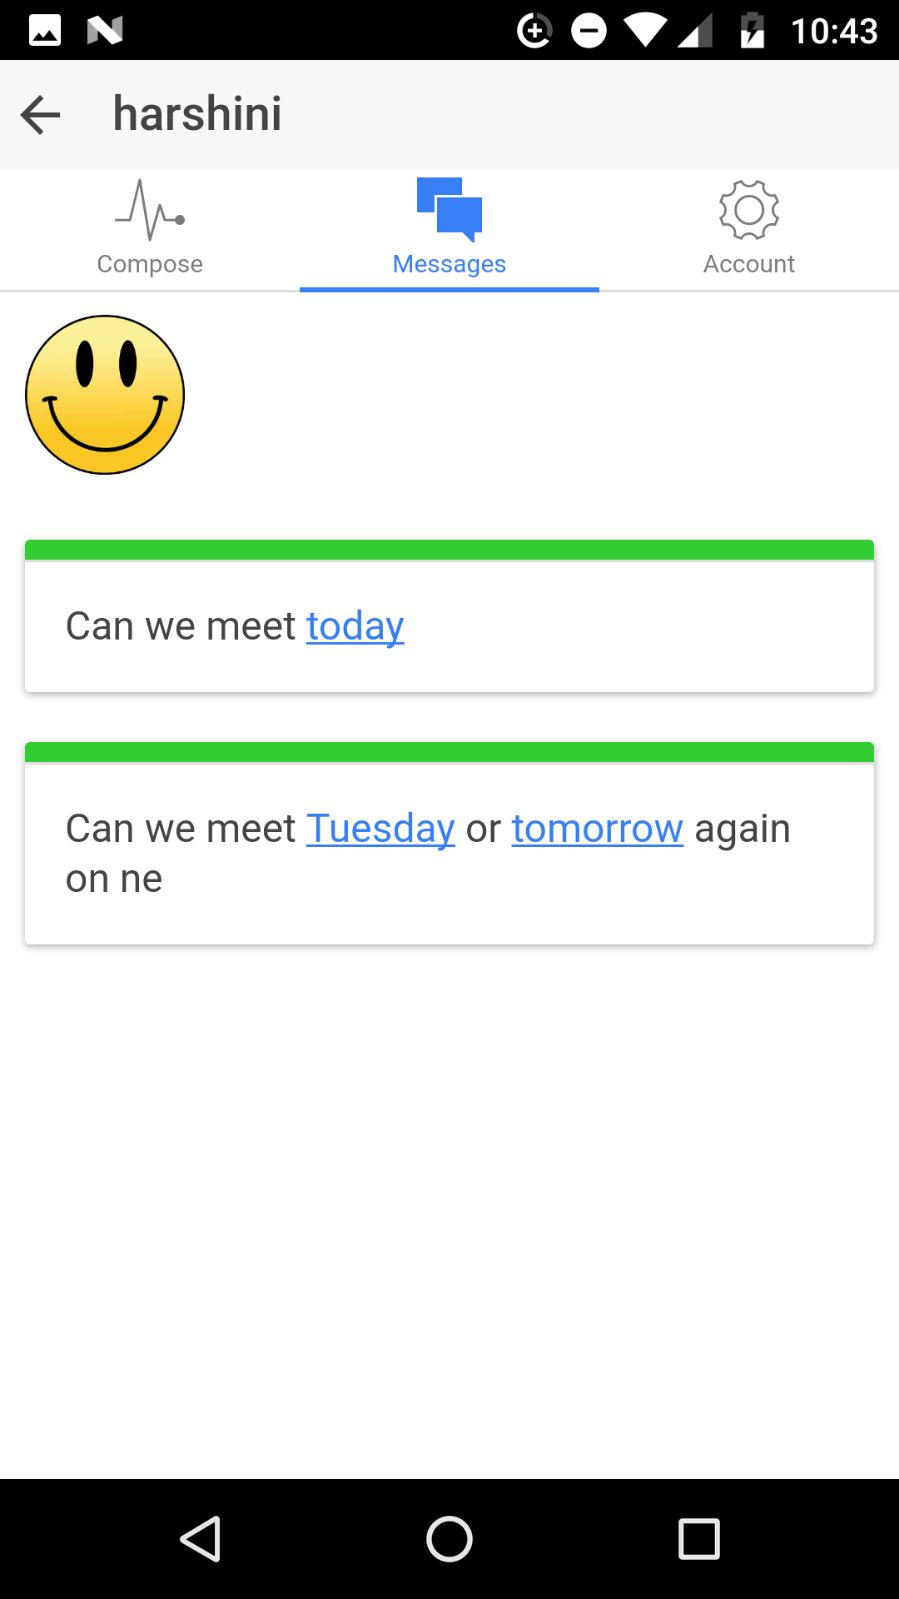 10:43
harshini
Compose
Messages
Account
Can we meet today
Can we meet Tuesday or tomorrow again
on ne